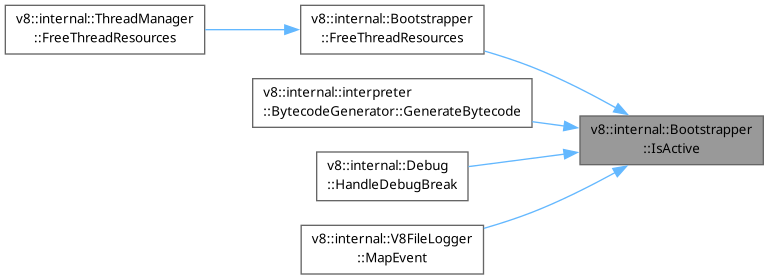 v8::internal::ThreadManager
::FreeThreadResources
v8::internal::Bootstrapper
::FreeThreadResources
v8::internal::interpreter
::BytecodeGenerator::GenerateBytecode
v8::internal::Bootstrapper
::IsActive
v8::internal::Debug
::HandleDebugBreak
v8::internal::V8FileLogger
::MapEvent